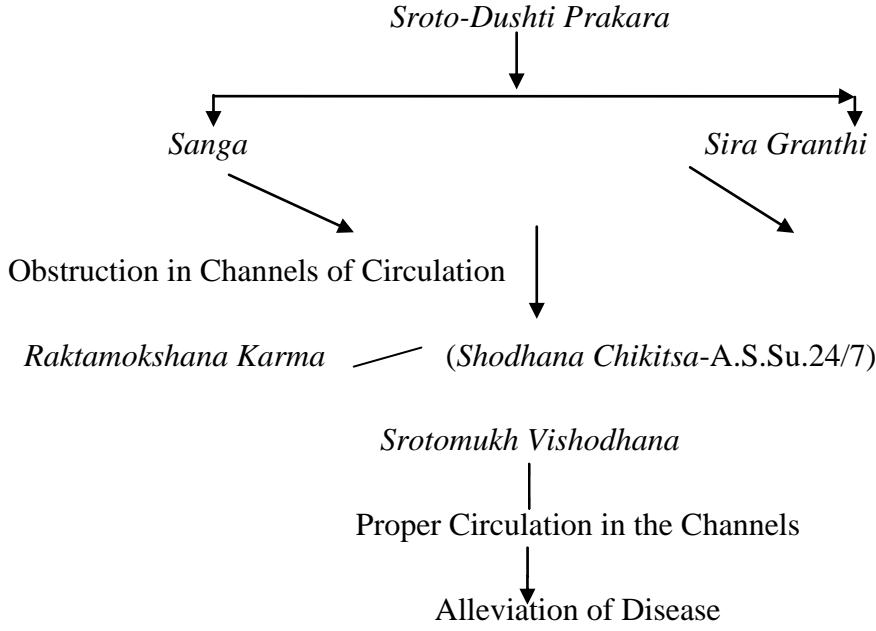 Sroto-Dushti Prakara
Sanga Sira Granthi
Obstruction in Channels of Circulation
Raktamokshana Karma (Shodhana Chikitsa-A.S.Su.24/7)
Srotomukh Vishodhana
Proper Circulation in the Channels
Alleviation of Disease